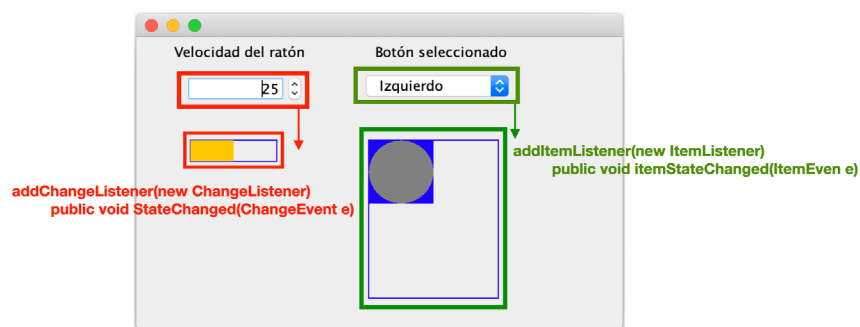 Velocidad del ratón
Botón seleccionado
25
Izquierdo
addItemListener(new ItemListener)
public void itemStateChanged(ItemEven e)
addChangeListener(new ChangeListener)
public void StateChanged(ChangeEvent e)